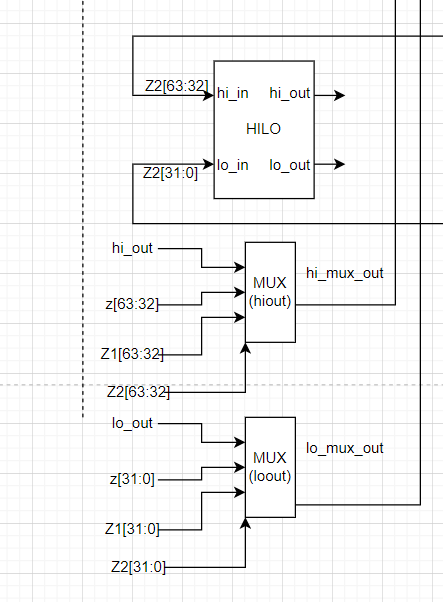 Z2[63:32]
hi_in
hi_out
HILO
Z2[31:0]
lo_in
lo_out
hi_out
MUX
(hiout)
hi_mux_out
z[63:32]
Z1[63:32]
Z2[63:32]
lo_out
MUX
(loout)
lo_mux_out
z[31:0]
Z1[31:0]
Z2[31:0]